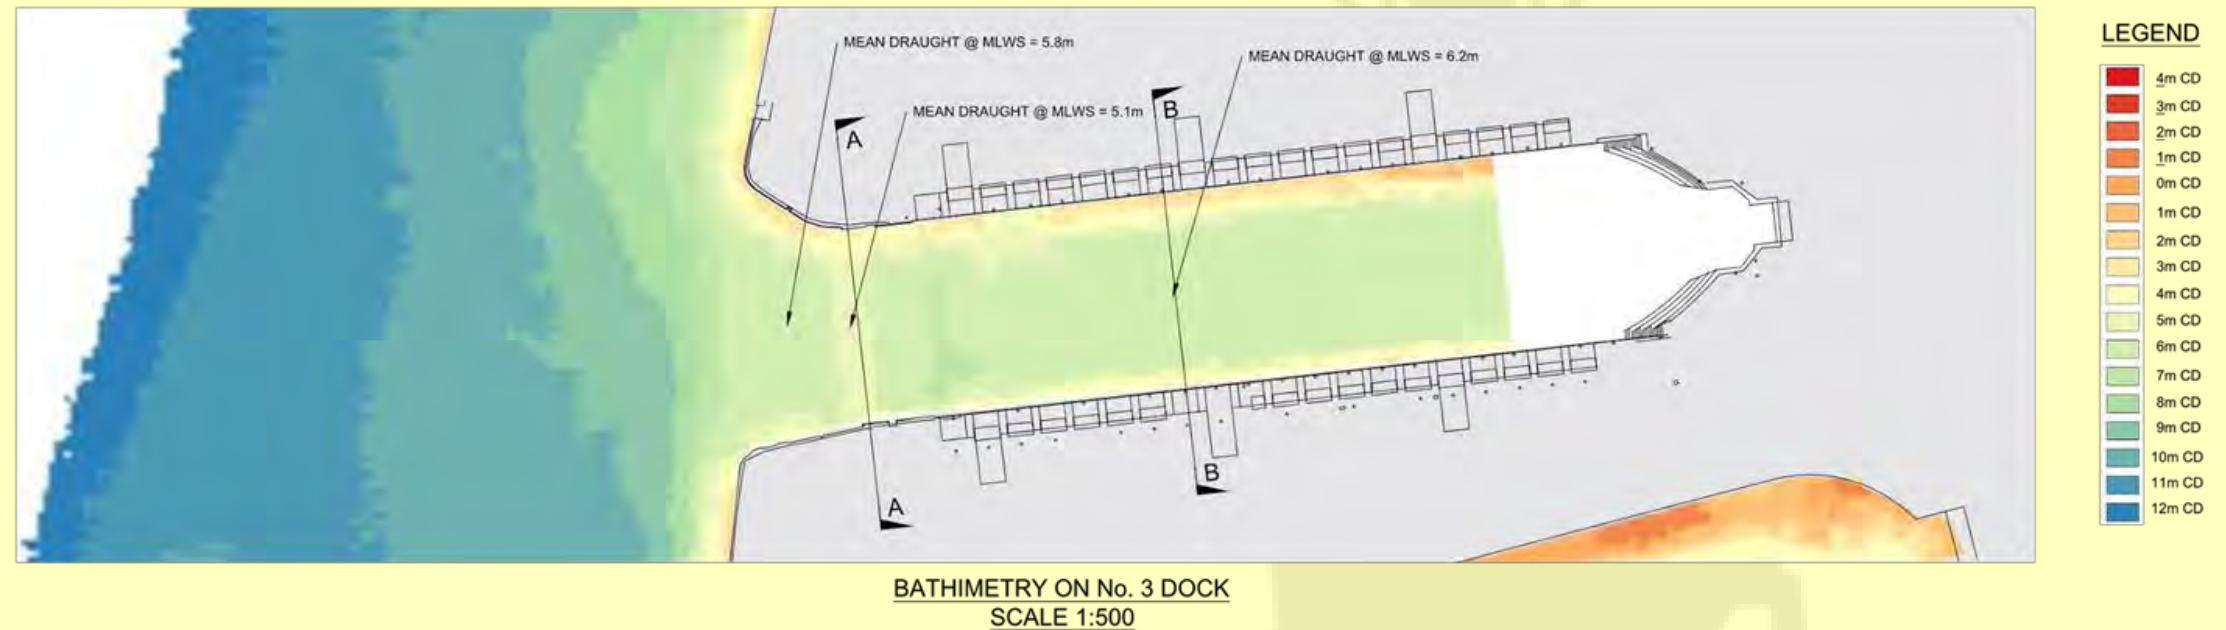 MEAN DRAUGHT @ MLWS = 5.8m
MEAN DRAUGHT @ MLWS = 6.2m
MEAN DRAUGHT @ MLWS = 5.1m
A
B
A
B
LEGEND
4m CD
3m CD
2m CD
1m CD
0m CD
1m CD
2m CD
3m CD
4m CD
5m CD
6m CD
7m CD
8m CD
9m CD
10m CD
11m CD
12m CD
BATHIMETRY ON No. 3 DOCK
SCALE 1:500